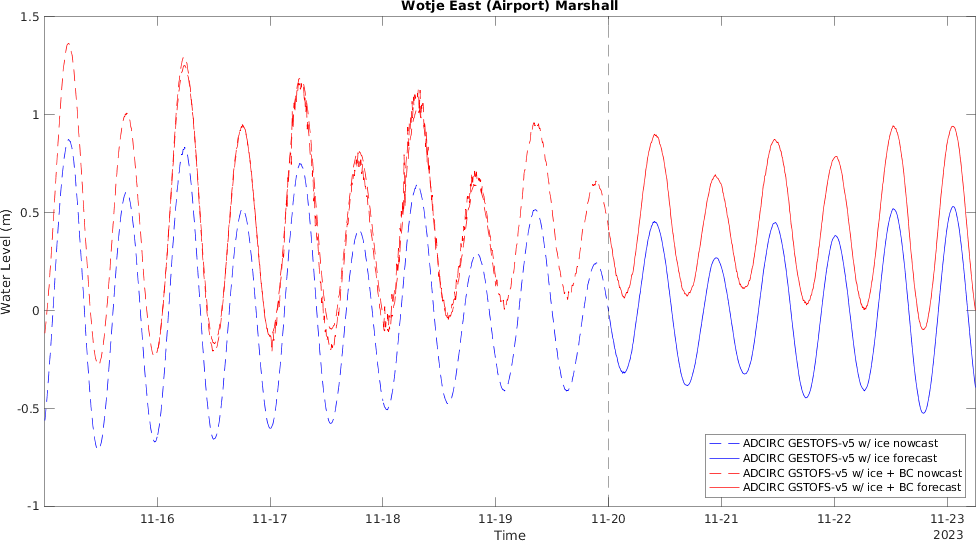 Wotje East (Airport) Marshall
1.5
1
0.5
0
-0.5
-1
Water Level (m)
11-16
11-17
11-18
11-19
11-20
11-21
11-22
11-23
Time
2023
ADCIRC GESTOFS-v5 w/ ice nowcast
ADCIRC GESTOFS-v5 w/ ice forecast
ADCIRC GSTOFS-v5 w/ ice + BC nowcast
ADCIRC GSTOFS-v5 w/ ice + BC forecast